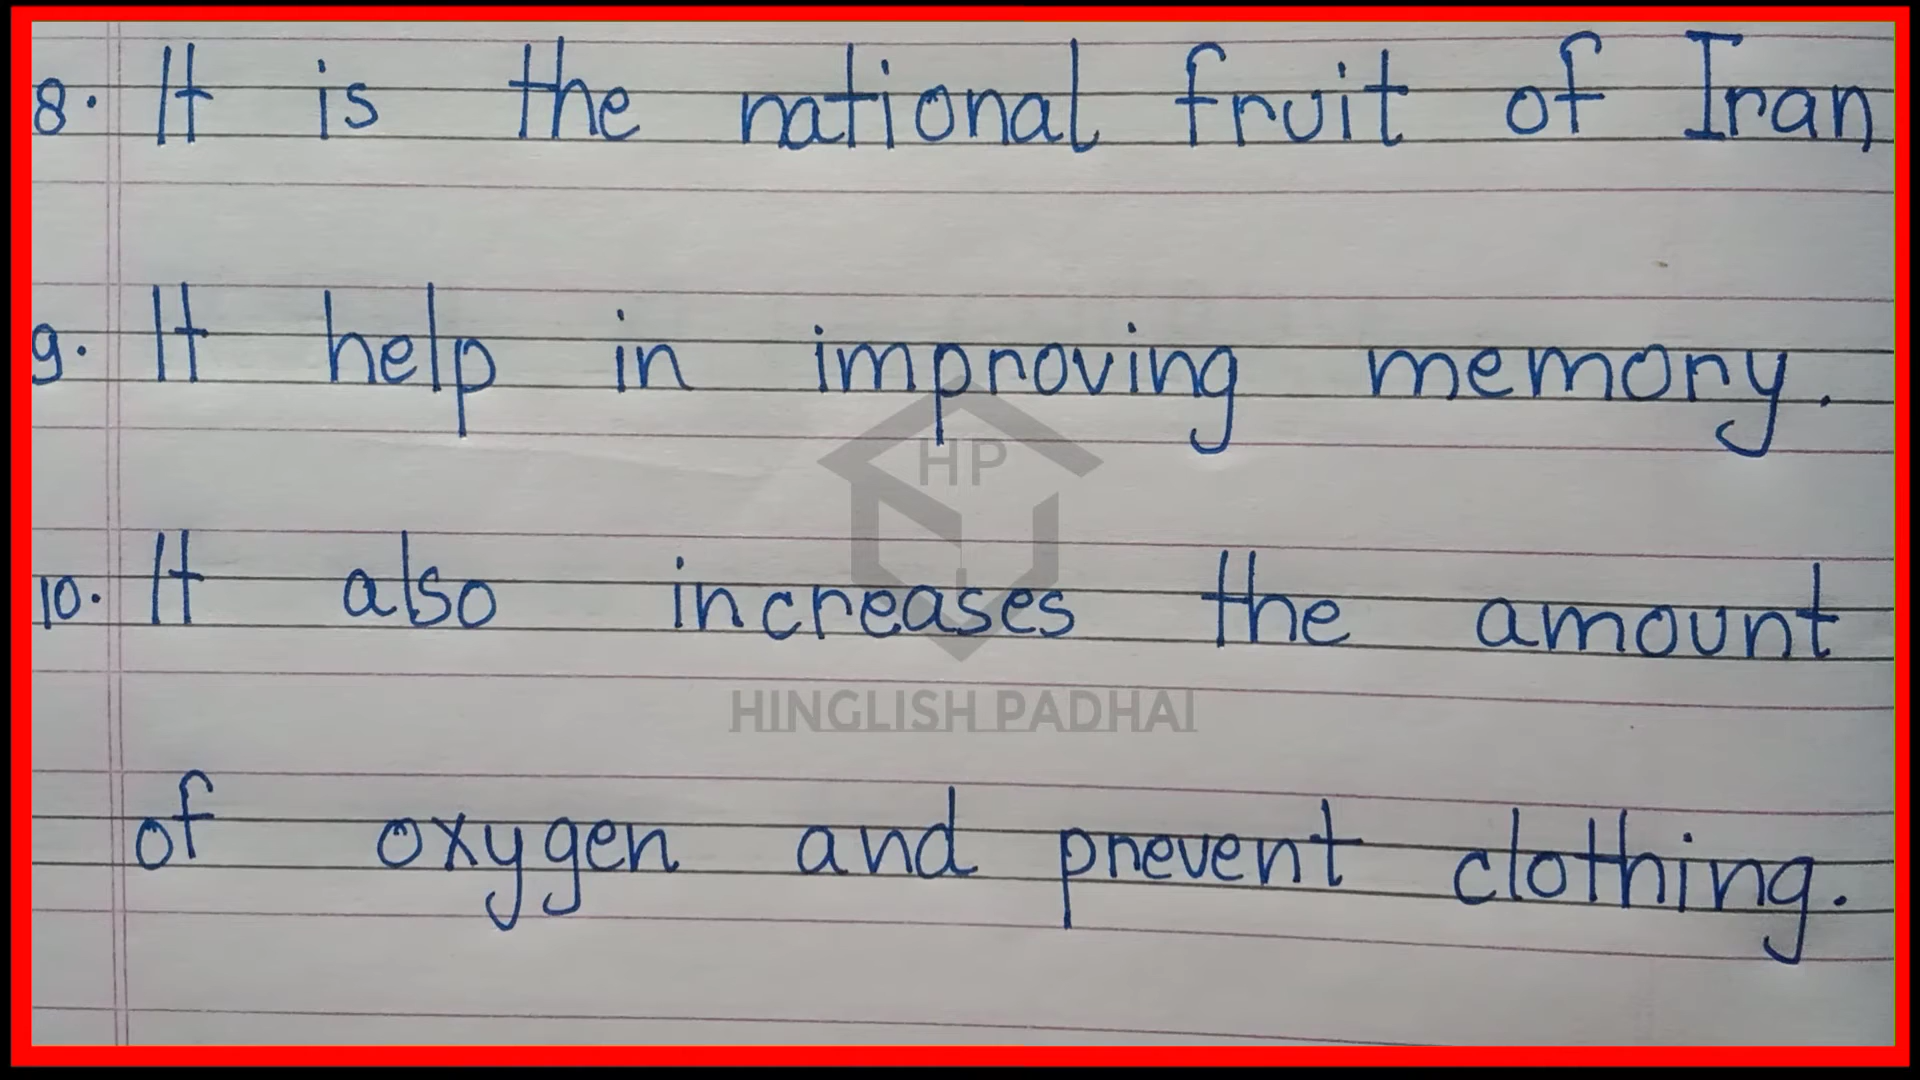 8. It is the national fruit of Iran
9. It help in improving memory.
HP
10. It also increases the amount
HINGLISH PADHAI
of oxygen and prevent clothing.